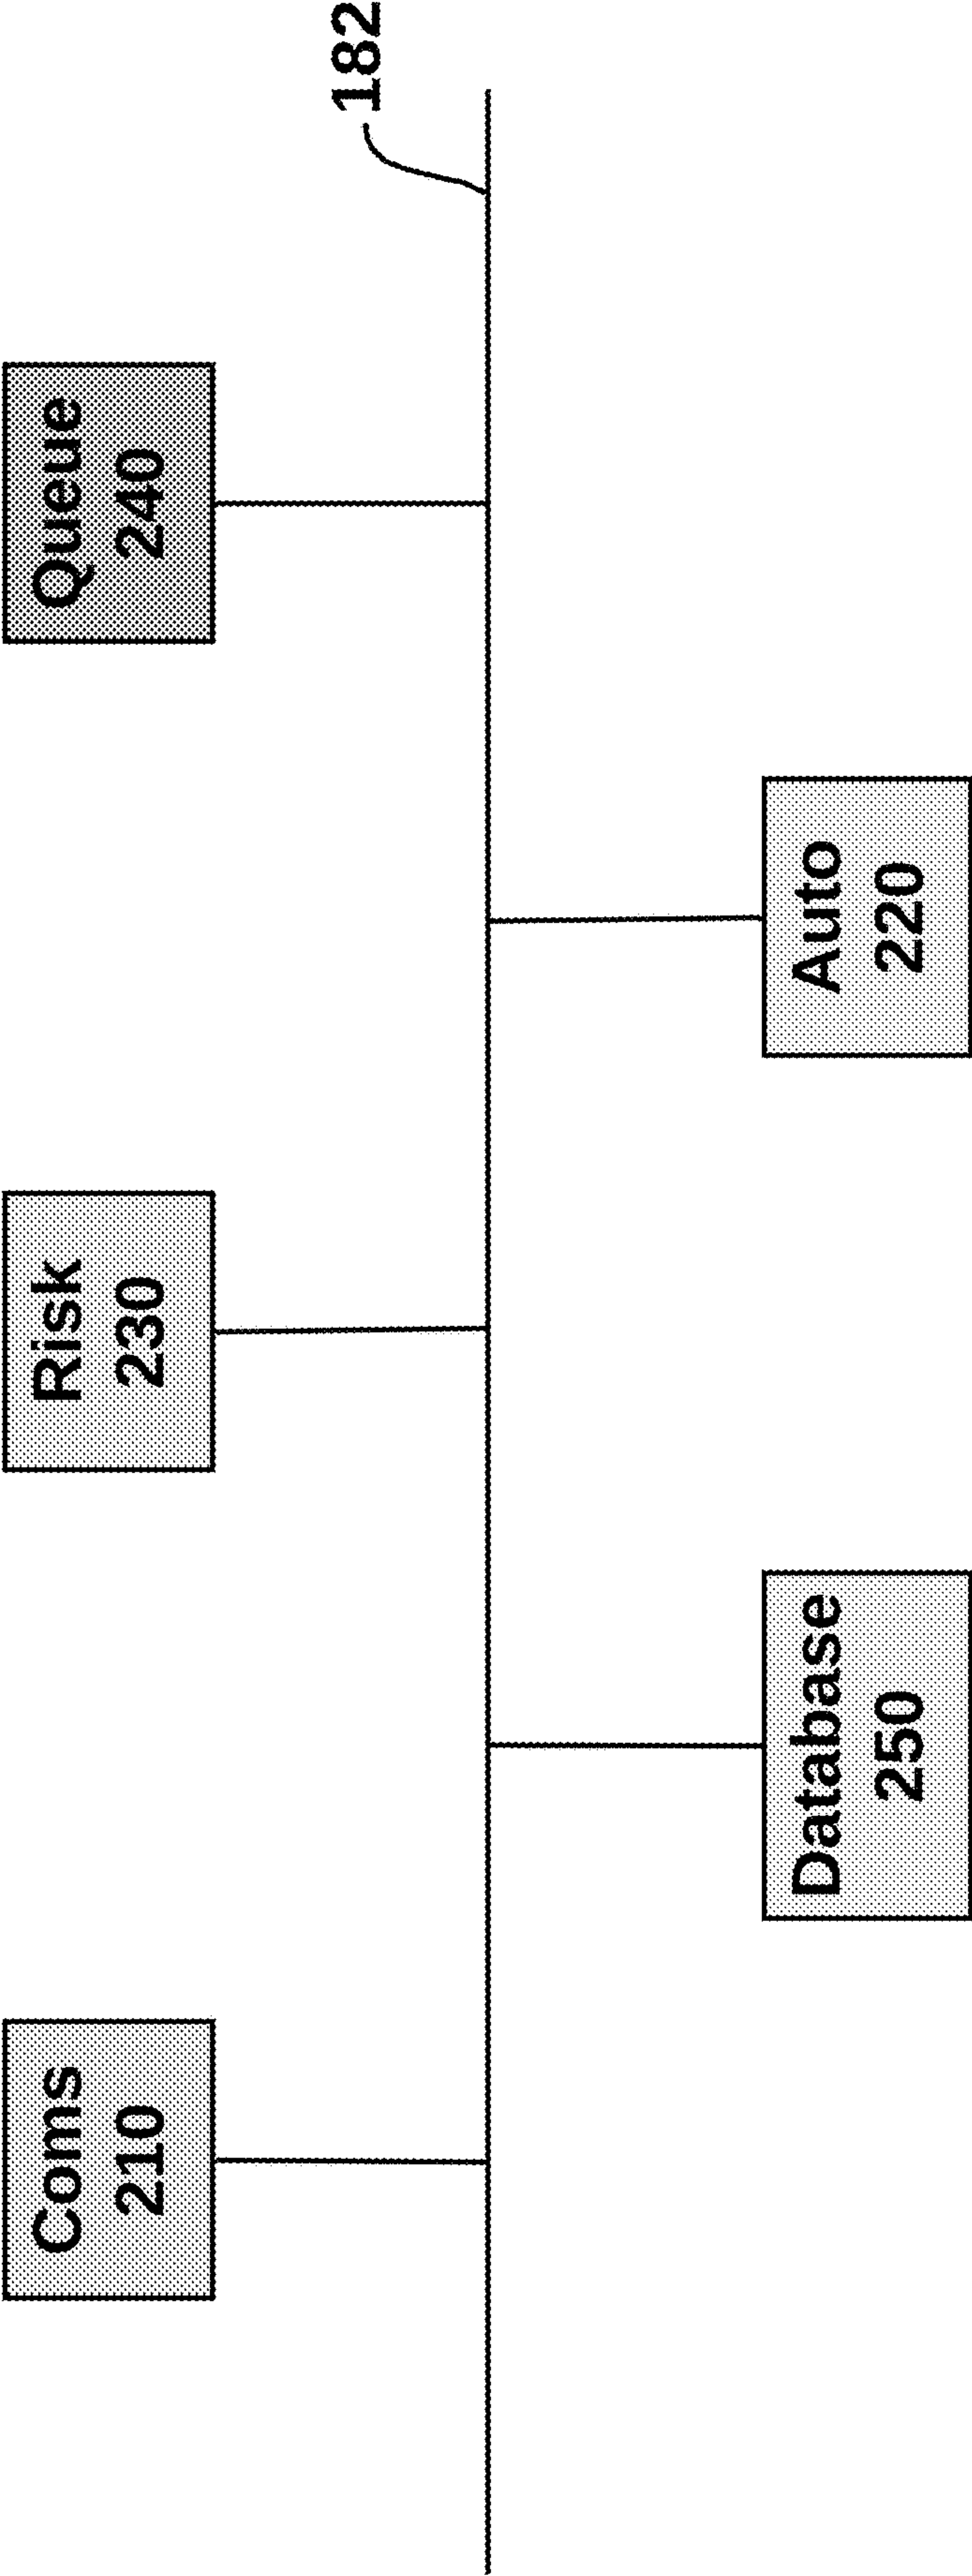 182
Coms
210
Risk
230
Queue
240
Database
250
Auto
220